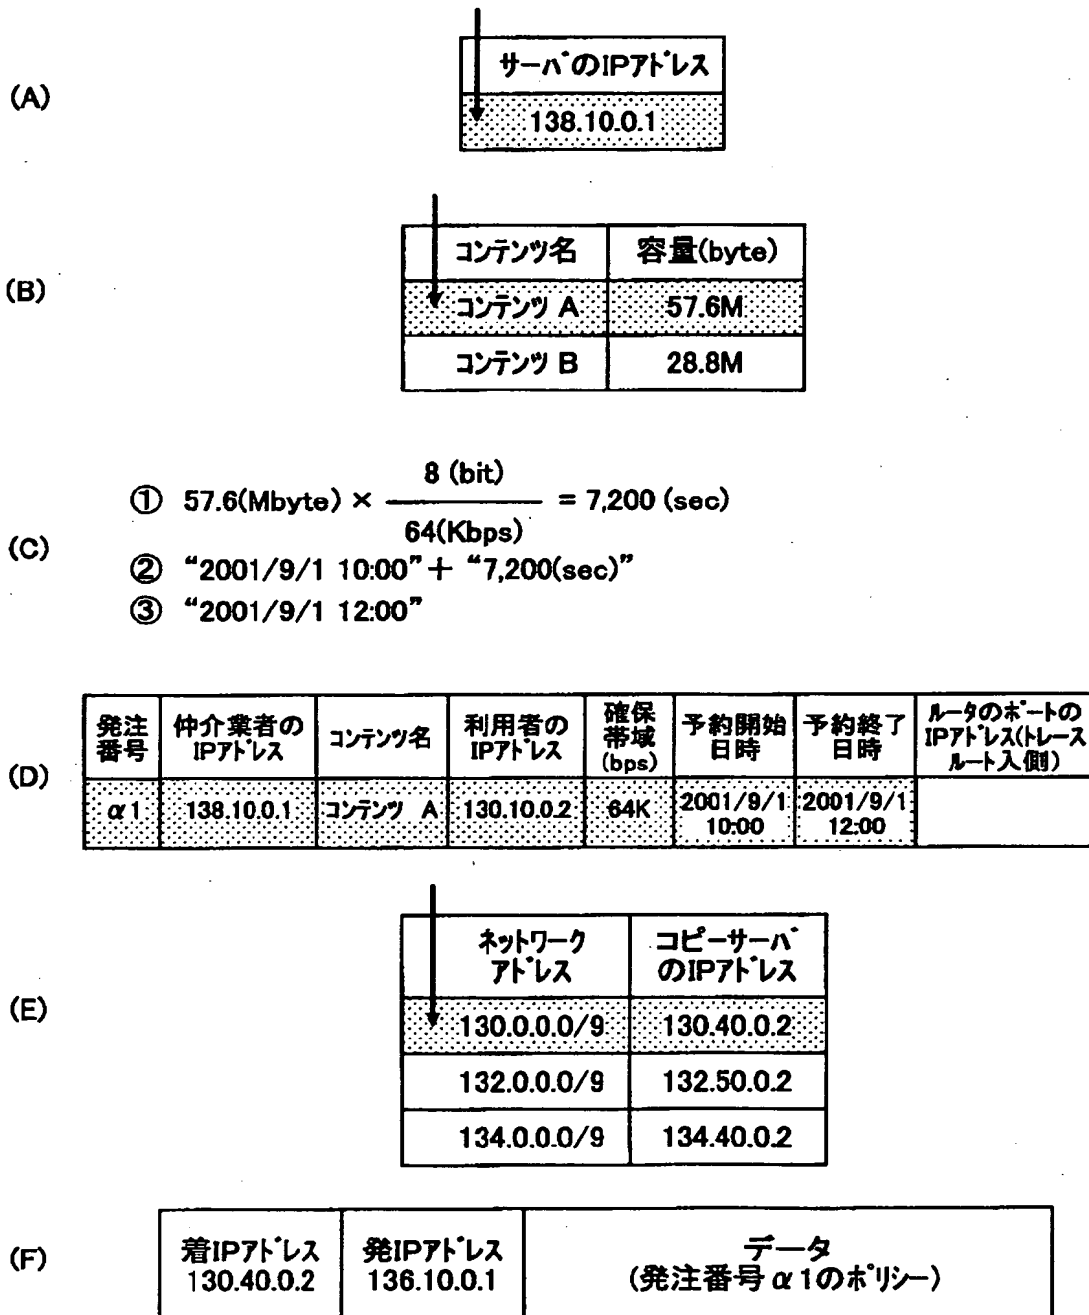 (A)
サーバのIPアドレス
138.10.0.1
(B)
コンテンツ名 容量(byte)
コンテンツ A 57.6M
コンテンツ B 28.8M
(C)
① 57.6(Mbyte) × 8 (bit) / 64(Kbps) = 7,200 (sec)
② “2001/9/1 10:00”+ “7,200(sec)”
③ “2001/9/1 12:00”
(D)
発注番号 仲介業者のIPアドレス コンテンツ名 利用者のIPアドレス 確保帯域(bps) 予約開始日時 予約終了日時 ルータのポートのIPアドレス(トレースルート入側)
α1 138.10.0.1 コンテンツ A 130.10.0.2 64K 2001/9/1 10:00 2001/9/1 12:00
(E)
ネットワークアドレス コピーサーバのIPアドレス
130.0.0.0/9 130.40.0.2
132.0.0.0/9 132.50.0.2
134.0.0.0/9 134.40.0.2
(F)
着IPアドレス 発IPアドレス データ
130.40.0.2 136.10.0.1 (発注番号α1のポリシー)